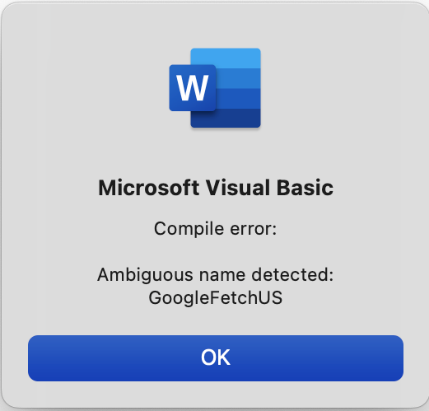 W
Microsoft Visual Basic
Compile error:
Ambiguous name detected:
GoogleFetchUS
OK